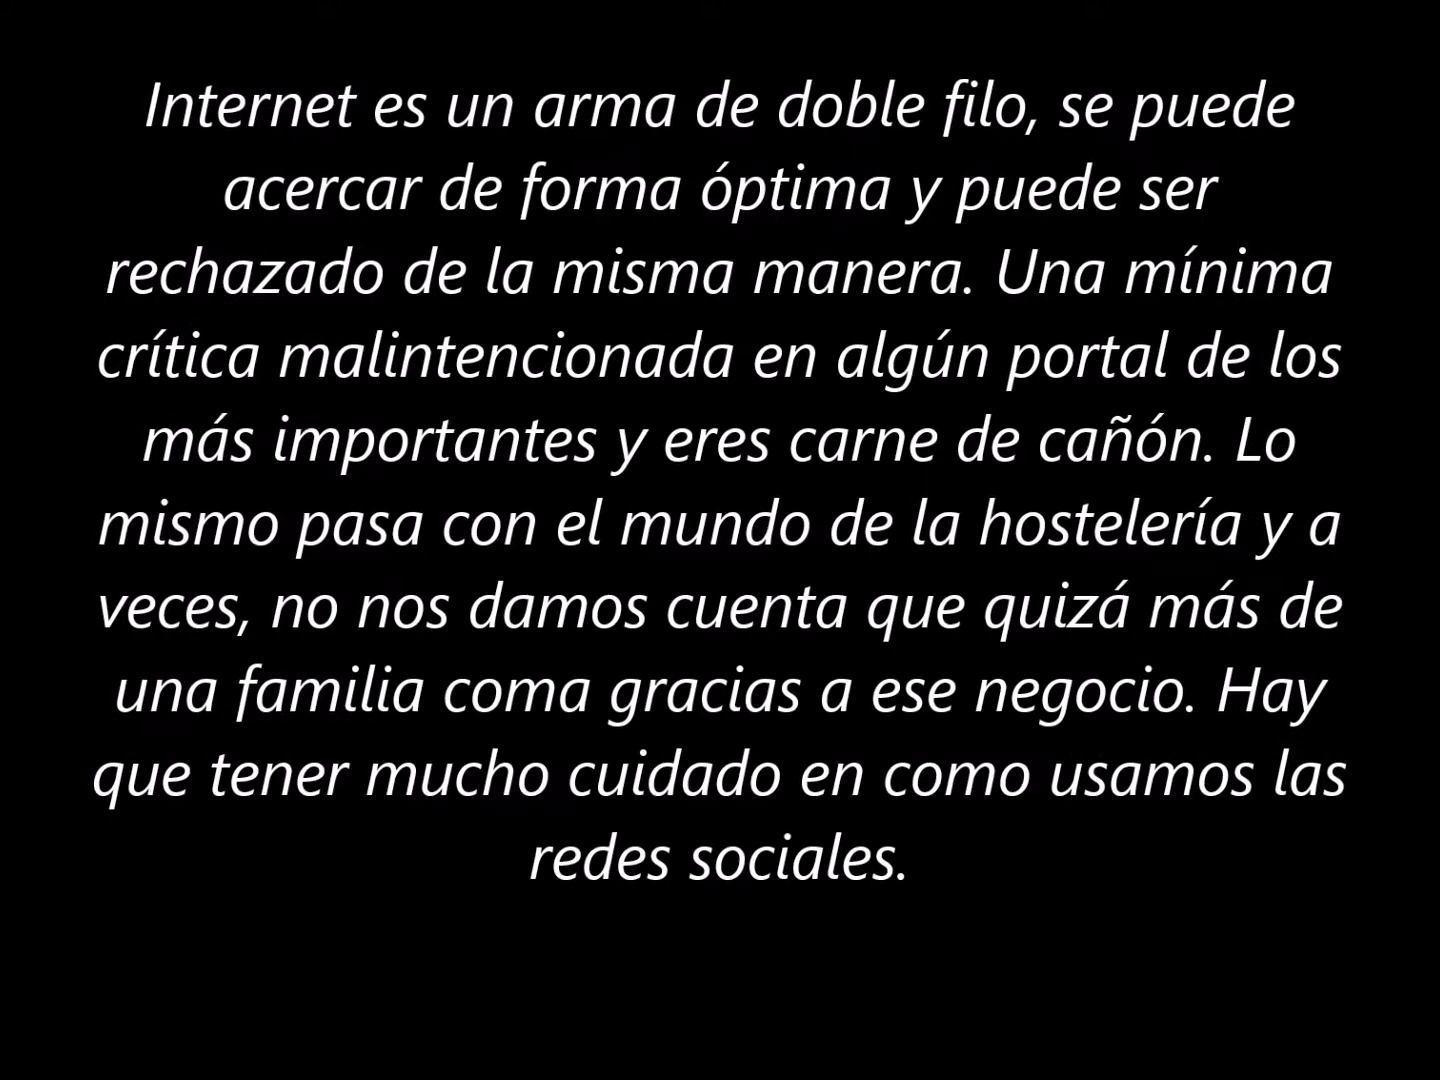 Internet es un arma de doble filo, se puede
acercar de forma óptima y puede ser
rechazado de la misma manera. Una mínima
crítica malintencionada en algún portal de los
más importantes y eres carne de cañón. Lo
mismo pasa con el mundo de la hostelería y a
veces, no nos damos cuenta que quizá más de
una familia coma gracias a ese negocio. Hay
que tener mucho cuidado en como usamos las
redes sociales.